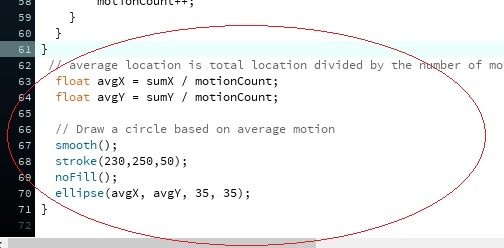 58 motionCount++;
59 }
60 }
61 }
62 // average location is total location divided by the number of mo
63 float avgX = sumX / motionCount;
64 float avgY = sumY / motionCount;
65
66 // Draw a circle based on average motion
67 smooth();
68 stroke(230,250,50);
69 noFill();
70 ellipse(avgX, avgY, 35, 35);
71 }
72